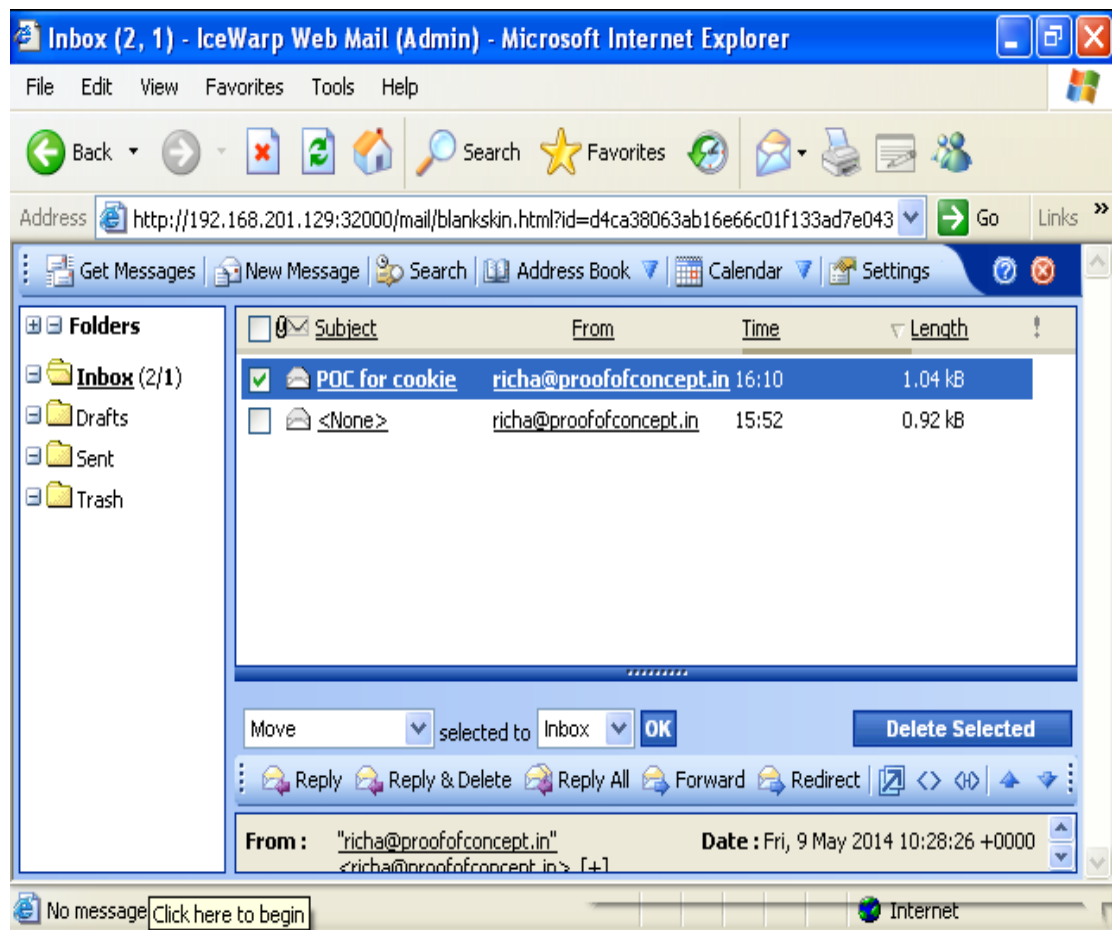 Inbox (2, 1) - IceWarp Web Mail (Admin) - Microsoft Internet Explorer
File Edit View Favorites Tools Help
Back Search Favorites
Address http://192.168.201.129:32000/mail/blankskin.html?id=d4ca38063ab16e66c01f133ad7e043 Go Links »
Get Messages New Message Search Address Book Calendar Settings
Folders
Inbox (2/1)
Drafts
Sent
Trash
Subject From Time Length !
POC for cookie richa@proofofconcept.in 16:10 1.04 kB
<None> richa@proofofconcept.in 15:52 0.92 kB
Move selected to Inbox OK Delete Selected
Reply Reply & Delete Reply All Forward Redirect
From : "richa@proofofconcept.in" Date : Fri, 9 May 2014 10:28:26 +0000
<richa@proofofconcept.in> [+]
No message Click here to begin Internet